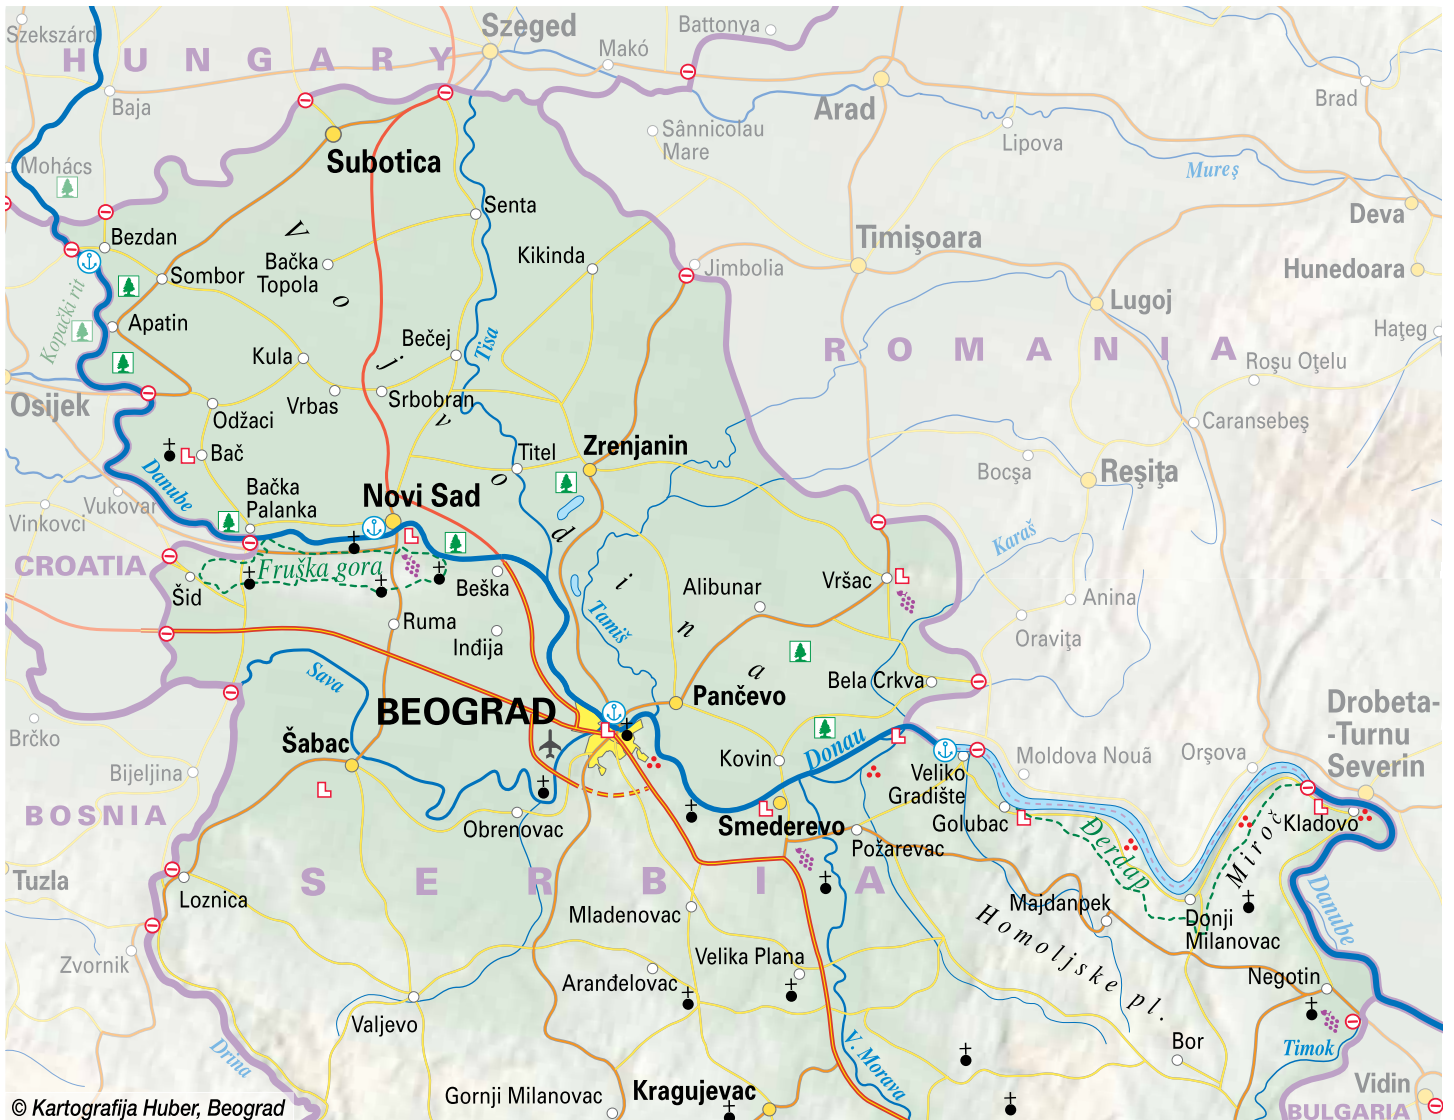 Szekszárd
HUNGARY
Szeged
Makó
Battonya
Baja
Arad
Brad
Sânnicolau
Mare
Lipova
Mohács
Subotica
Mureş
Deva
Senta
Bezdan
Timişoara
Kikinda
Bačka
Topola
Jimbolia
Hunedoara
Sombor
Lugoj
Kopački rit
Apatin
Vojvodina
Tisa
Bečej
Haţeg
ROMANIA
Kula
Roşu Oţelu
Osijek
Vrbas
Srbobran
Odžaci
Caransebeş
Zrenjanin
Titel
Bač
Bocşa
Reşiţa
Danube
Bačka
Palanka
Novi Sad
Vukovar
Vinkovci
Karaš
CROATIA
Fruška gora
Šid
Beška
Alibunar
Vršac
Anina
Tamiš
Ruma
Inđija
Oraviţa
Sava
Bela Crkva
Pančevo
BEOGRAD
Drobeta-
-Turnu
Severin
Brčko
Šabac
Donau
Moldova Nouă
Orşova
Kovin
Bijeljina
Veliko
Gradište
BOSNIA
Obrenovac
Smederevo
Golubac
Đerdap
Miroč
Kladovo
Požarevac
Tuzla
SERBIA
Loznica
Mladenovac
Majdanpek
Donji
Milanovac
Danube
Homoljske pl.
Velika Plana
Zvornik
Aranđelovac
Negotin
Valjevo
Bor
Timok
Drina
V. Morava
Gornji Milanovac
Kragujevac
Vidin
BULGARIA
© Kartografija Huber, Beograd